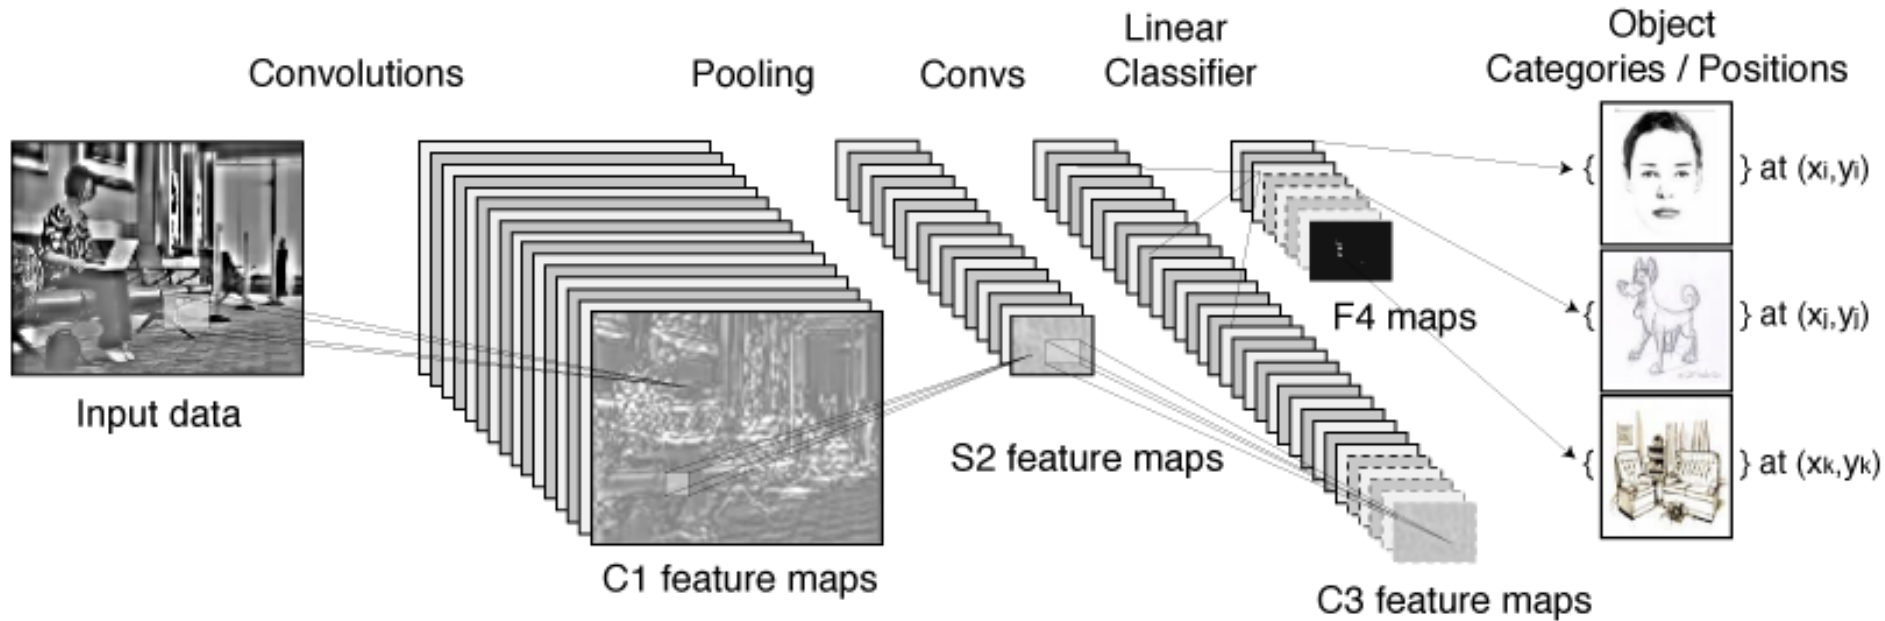 Convolutions
Pooling
Convs
Linear
Classifier
Object
Categories / Positions
{ } at (xi,yi)
{ } at (xj,yj)
{ } at (xk,yk)
Input data
C1 feature maps
S2 feature maps
C3 feature maps
F4 maps